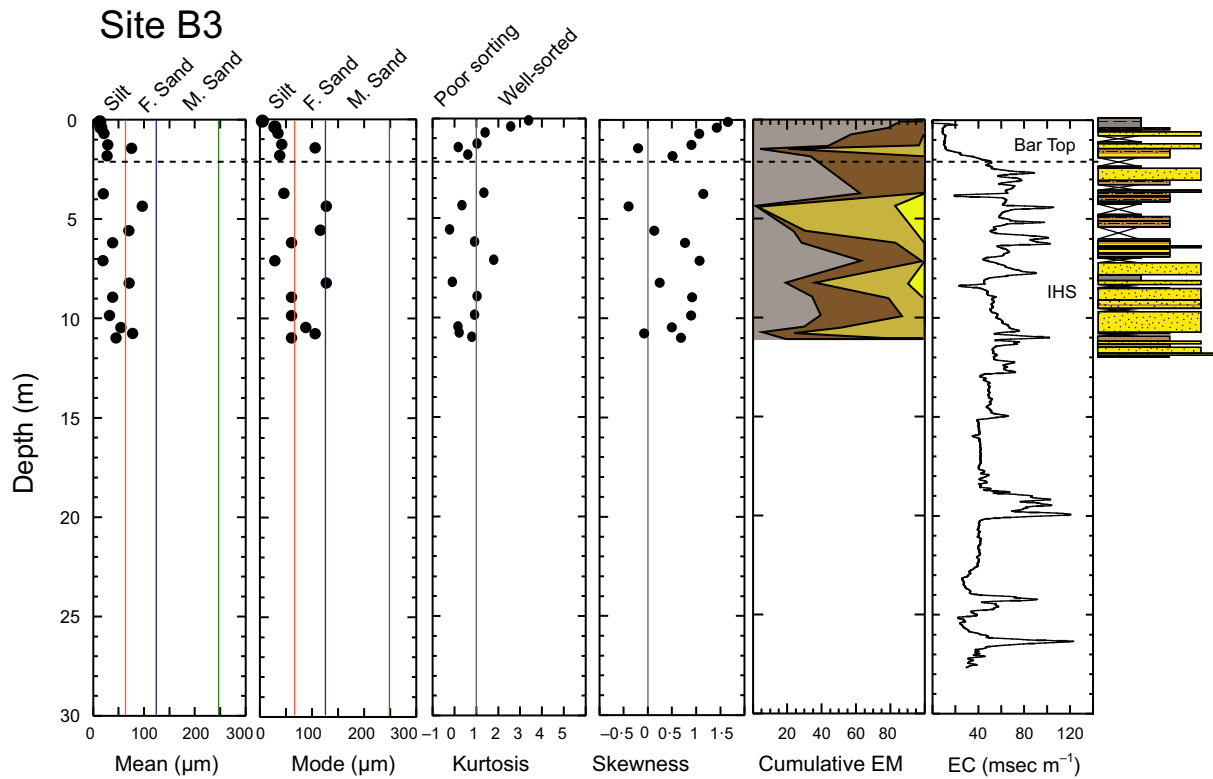 Site B3
Silt F. Sand M. Sand
Silt F. Sand M. Sand
Poor sorting Well-sorted
0
5
10
15
20
25
30
Depth (m)
Bar Top
IHS
0 100 200 300
0 100 200 300
–1 0 1 2 3 4 5
–1 –0·5 0 0·5 1 1·5
20 40 60 80
40 80 120
Mean (µm)
Mode (µm)
Kurtosis
Skewness
Cumulative EM
EC (msec m⁻¹)